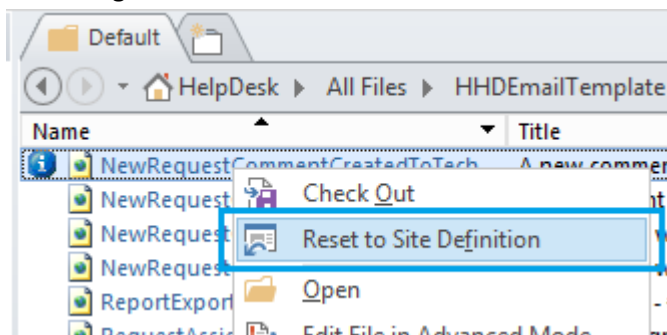 Default
HelpDesk All Files HHDEmailTemplate
Name Title
NewRequestCommentCreatedToTech A new commen
NewRequest Check Out
NewRequest Reset to Site Definition
NewRequest
ReportExport Open
Edit File in Advanced Mode